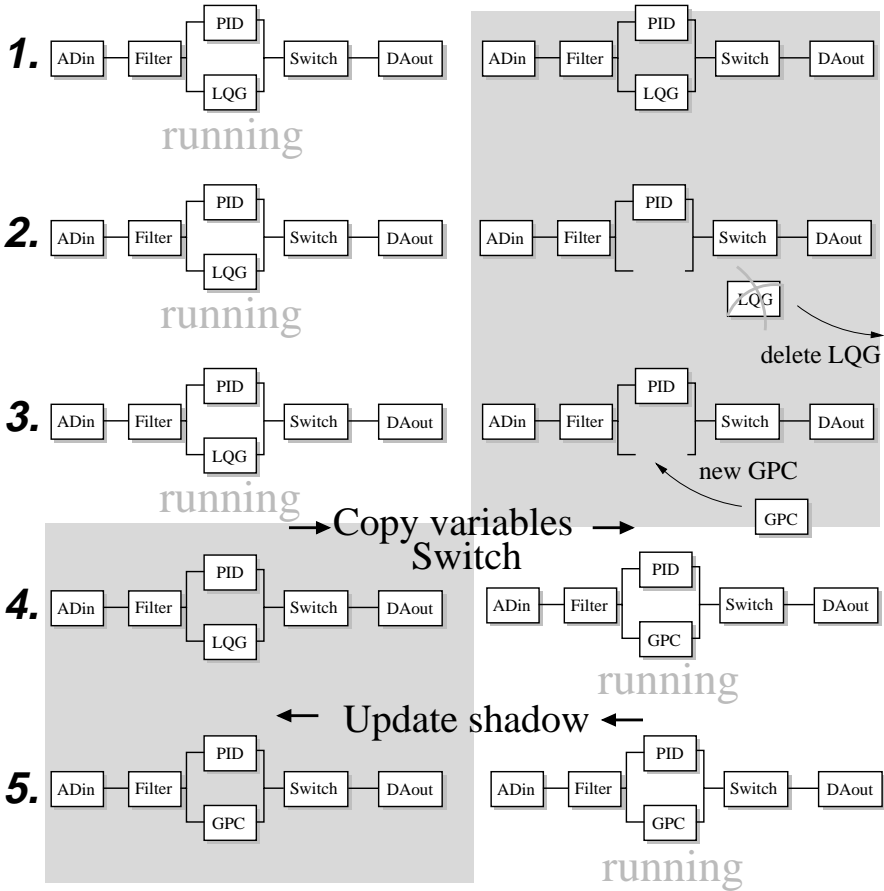 PID PID
1. ADin Filter Switch DAout ADin Filter Switch DAout
LQG LQG
running
PID PID
2. ADin Filter Switch DAout ADin Filter Switch DAout
LQG
running LQG
delete LQG
PID PID
3. ADin Filter Switch DAout ADin Filter Switch DAout
LQG
new GPC
running
GPC
Copy variables
Switch
PID PID
4. ADin Filter Switch DAout ADin Filter Switch DAout
LQG GPC
running
Update shadow
PID PID
5. ADin Filter Switch DAout ADin Filter Switch DAout
GPC GPC
running